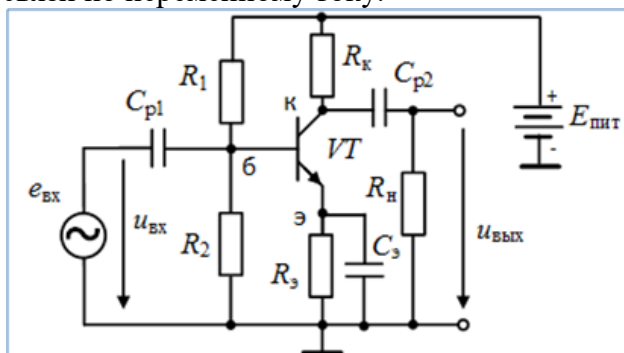 R₁
Rк
Cр1
Cр2
к
+
Eпит
-
б
VT
eвх
uвх
Rн
э
R₂
Rэ
Cэ
uвых